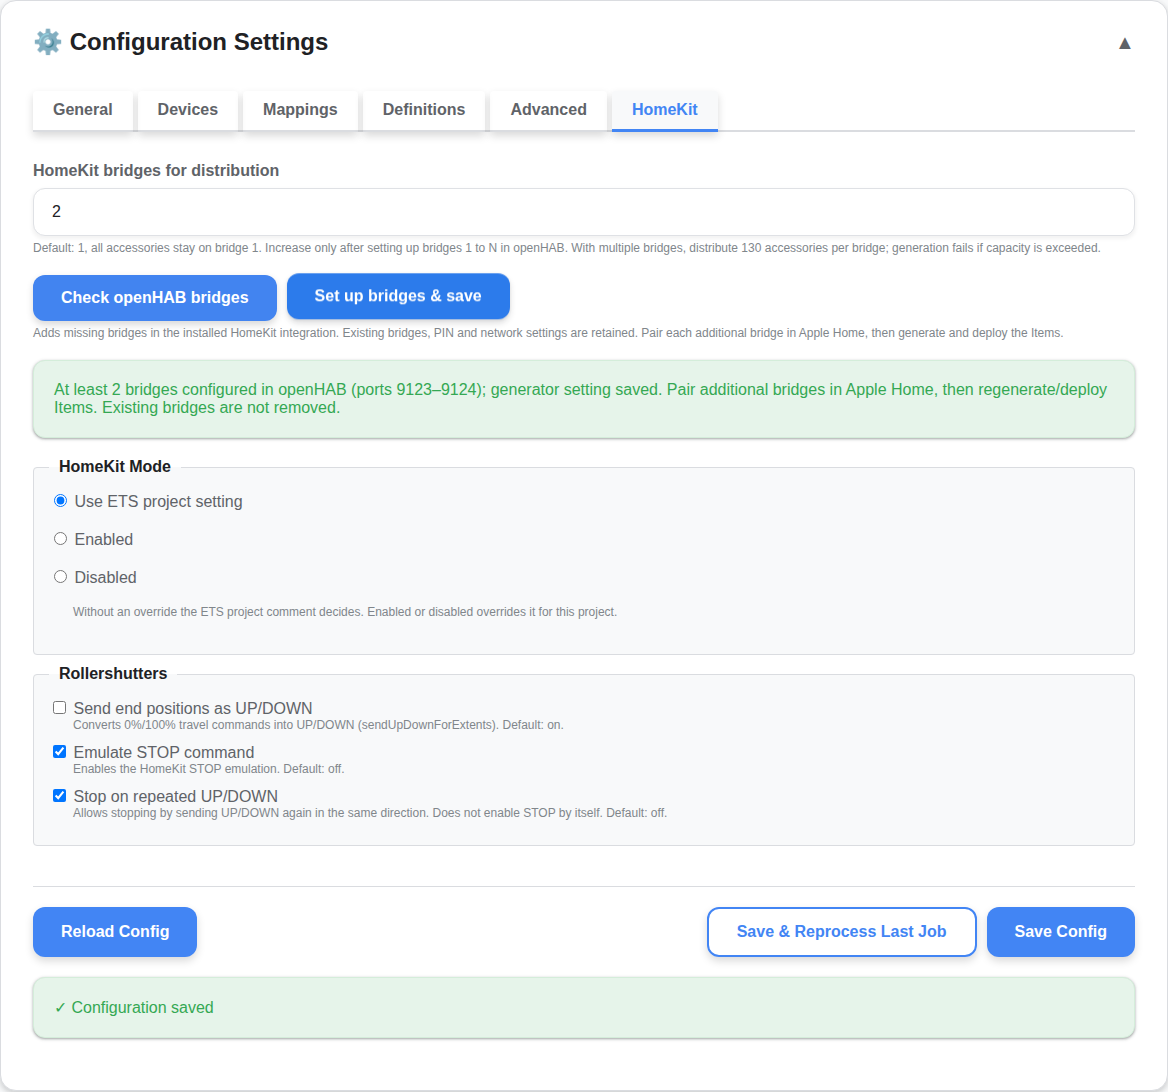 ⚙️ Configuration Settings ▲
General Devices Mappings Definitions Advanced HomeKit
HomeKit bridges for distribution
2
Default: 1, all accessories stay on bridge 1. Increase only after setting up bridges 1 to N in openHAB. With multiple bridges, distribute 130 accessories per bridge; generation fails if capacity is exceeded.
Check openHAB bridges Set up bridges & save
Adds missing bridges in the installed HomeKit integration. Existing bridges, PIN and network settings are retained. Pair each additional bridge in Apple Home, then generate and deploy the Items.
At least 2 bridges configured in openHAB (ports 9123–9124); generator setting saved. Pair additional bridges in Apple Home, then regenerate/deploy
Items. Existing bridges are not removed.
HomeKit Mode
Use ETS project setting
Enabled
Disabled
Without an override the ETS project comment decides. Enabled or disabled overrides it for this project.
Rollershutters
Send end positions as UP/DOWN
Converts 0%/100% travel commands into UP/DOWN (sendUpDownForExtents). Default: on.
Emulate STOP command
Enables the HomeKit STOP emulation. Default: off.
Stop on repeated UP/DOWN
Allows stopping by sending UP/DOWN again in the same direction. Does not enable STOP by itself. Default: off.
Reload Config Save & Reprocess Last Job Save Config
✓ Configuration saved